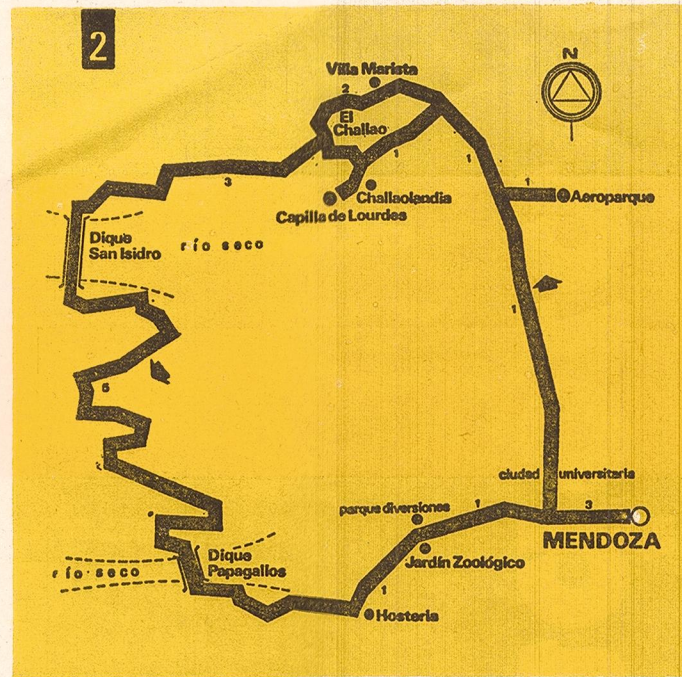 2
N
Villa Marista
2
El
Challao
1
1
3
Challaolandia
Capilla de Lourdes
1
Aeroparque
Dique
San Isidro
río seco
1
5
ciudad universitaria
parque diversiones
1
3
MENDOZA
Jardín Zoológico
Dique
Papagallos
río seco
1
Hosteria